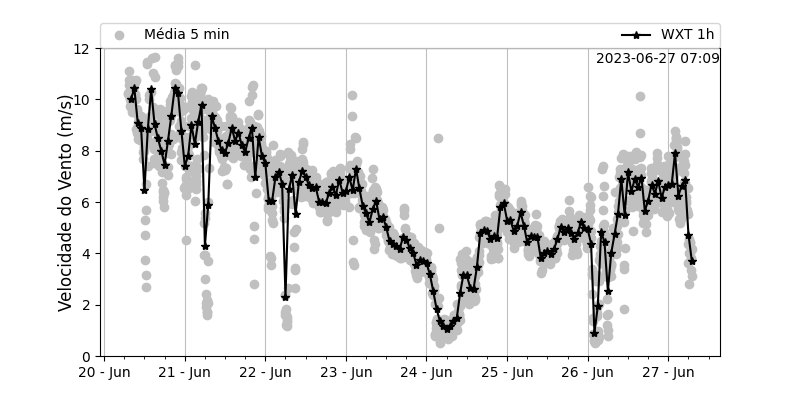 Média 5 min
WXT 1h
2023-06-27 07:09
Velocidade do Vento (m/s)
12
10
8
6
4
2
0
20 - Jun
21 - Jun
22 - Jun
23 - Jun
24 - Jun
25 - Jun
26 - Jun
27 - Jun